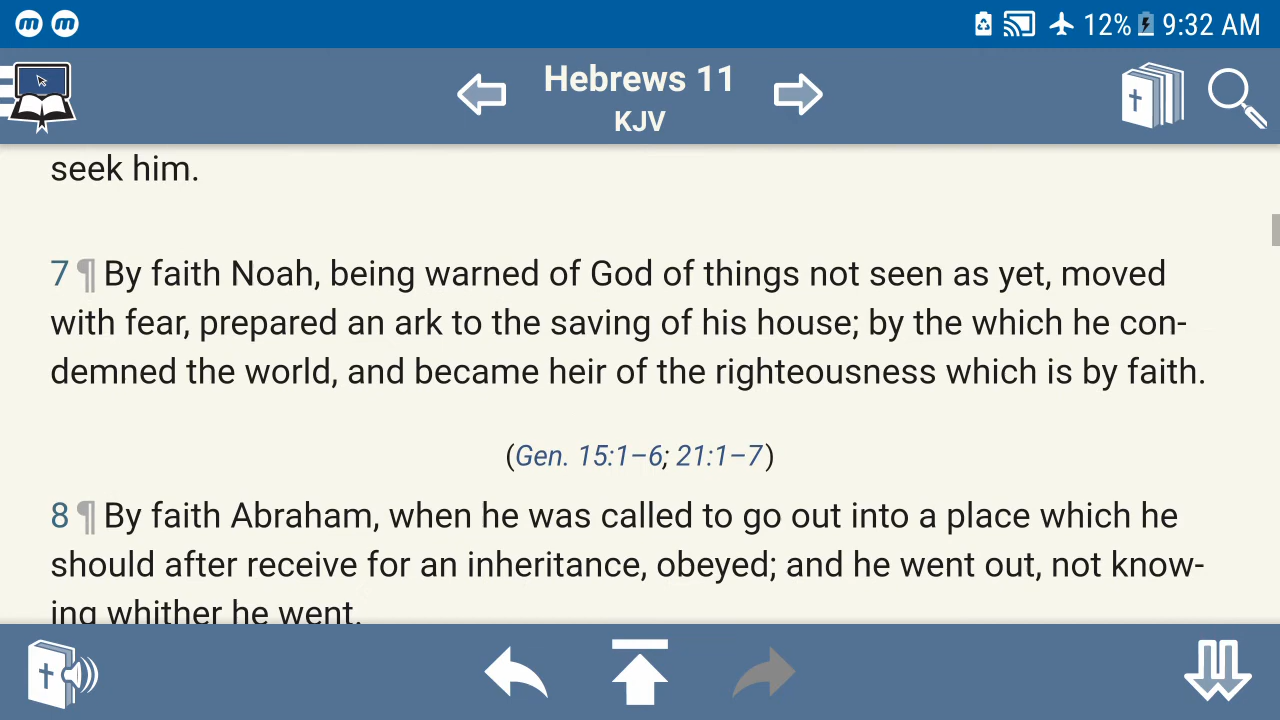 12% 9:32 AM
Hebrews 11
KJV
seek him.
7 ¶ By faith Noah, being warned of God of things not seen as yet, moved
with fear, prepared an ark to the saving of his house; by the which he con-
demned the world, and became heir of the righteousness which is by faith.
(Gen. 15:1–6; 21:1–7)
8 ¶ By faith Abraham, when he was called to go out into a place which he
should after receive for an inheritance, obeyed; and he went out, not know-
ing whither he went.